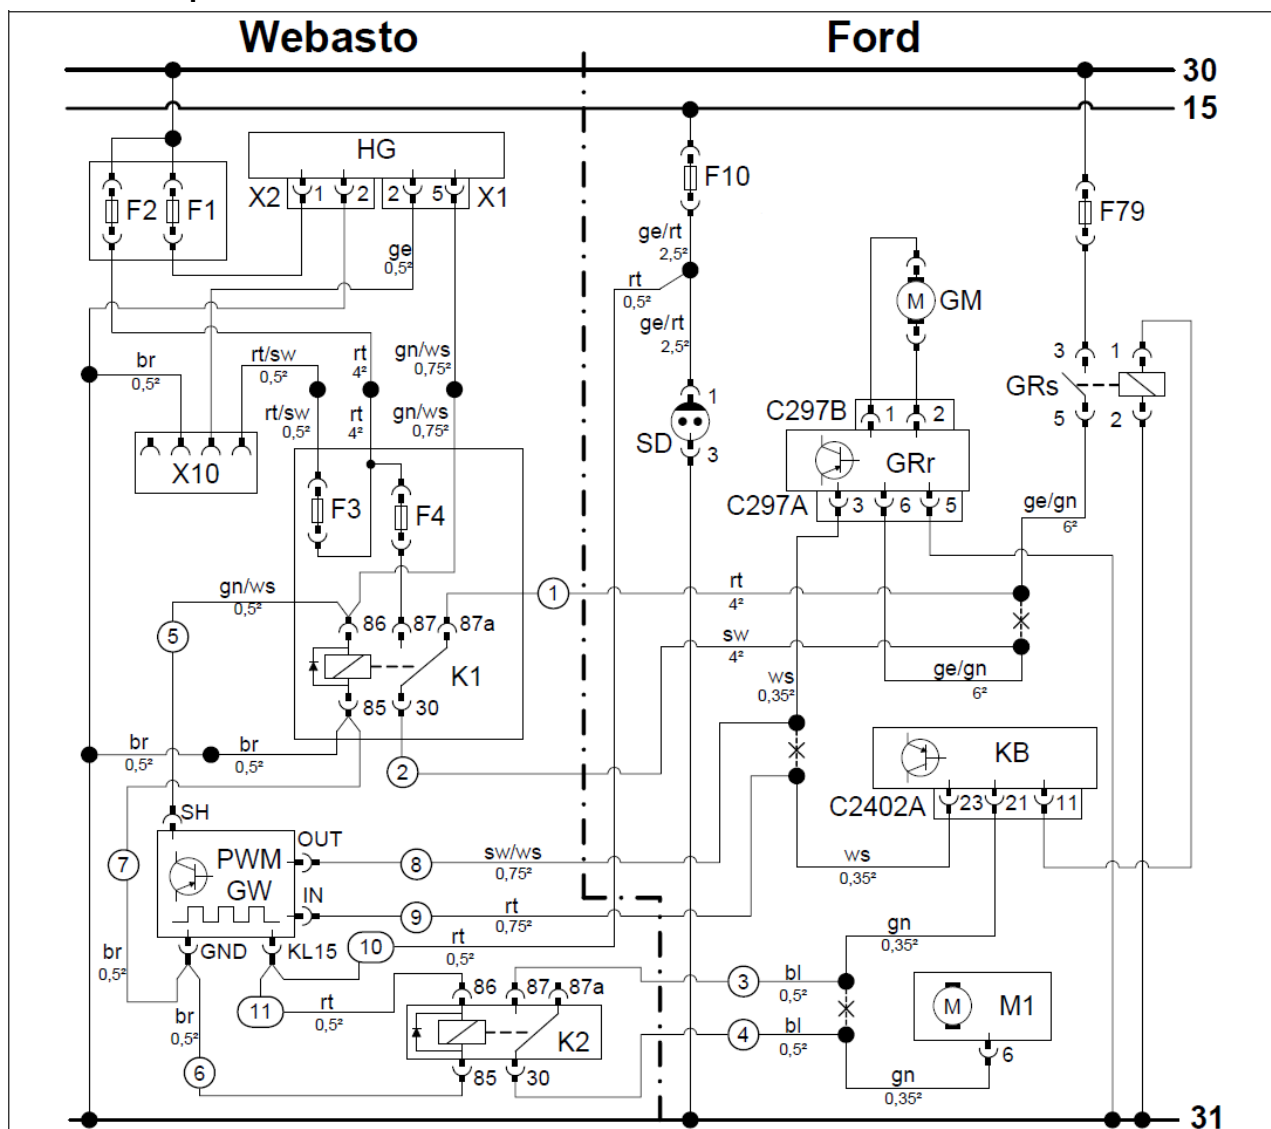 Webasto Ford
30
15
HG
X2 1 2 2 5 X1
F2 F1
F10
F79
ge
0,5²
ge/rt
2,5²
rt
0,5²
ge/rt
2,5²
M GM
br
0,5²
rt/sw
0,5²
rt
4²
gn/ws
0,75²
3 1
GRs
5 2
rt/sw
0,5²
rt
4²
gn/ws
0,75²
1
SD
3
C297B 1 2
X10
GRr
F3 F4
C297A 3 6 5
ge/gn
6²
gn/ws
0,5²
1
rt
4²
5
86 87 87a
sw
4²
K1
ws
0,35²
ge/gn
6²
85 30
br
0,5²
br
0,5²
2
KB
C2402A 23 21 11
SH
PWM
GW
OUT
IN
7
8
sw/ws
0,75²
ws
0,35²
9
rt
0,75²
GND KL15
10
rt
0,5²
gn
0,35²
br
0,5²
11
rt
0,5²
86 87 87a
3
bl
0,5²
M M1
br
0,5²
K2
4
bl
0,5²
6
6
85 30
gn
0,35²
31